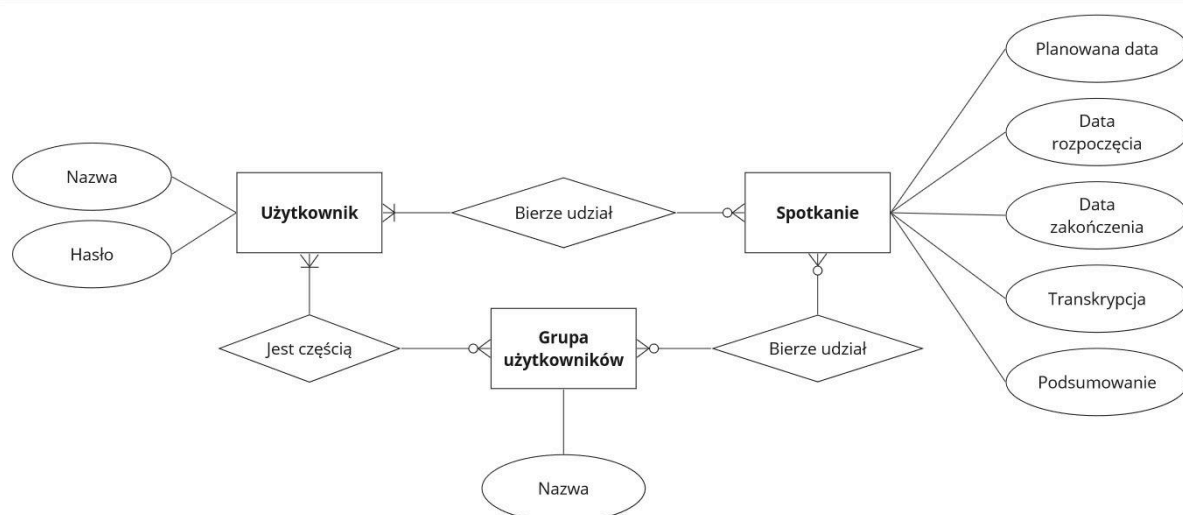 Planowana data
Data
rozpoczęcia
Nazwa
Użytkownik
Bierze udział
Spotkanie
Data
zakończenia
Hasło
Transkrypcja
Jest częścią
Grupa
użytkowników
Bierze udział
Podsumowanie
Nazwa